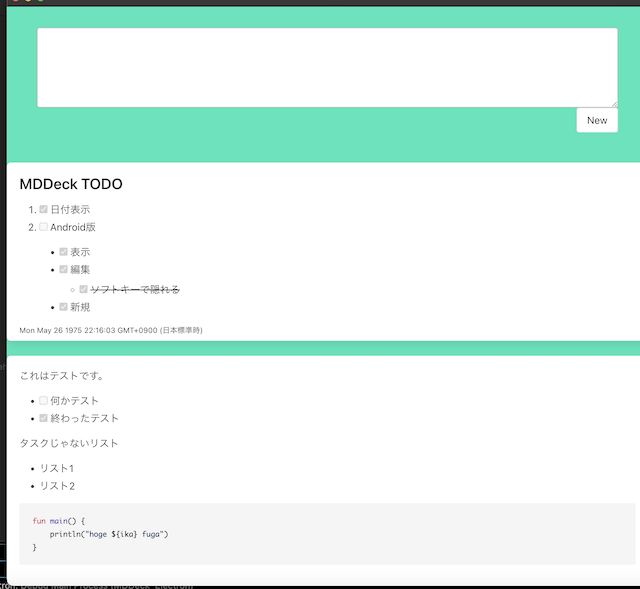 New
MDDeck TODO
1. 日付表示
2. Android版
表示
編集
ソフトキーで隠れる
新規
Mon May 26 1975 22:16:03 GMT+0900 (日本標準時)
これはテストです。
何かテスト
終わったテスト
タスクじゃないリスト
リスト1
リスト2
fun main() {
println("hoge ${ika} fuga")
}